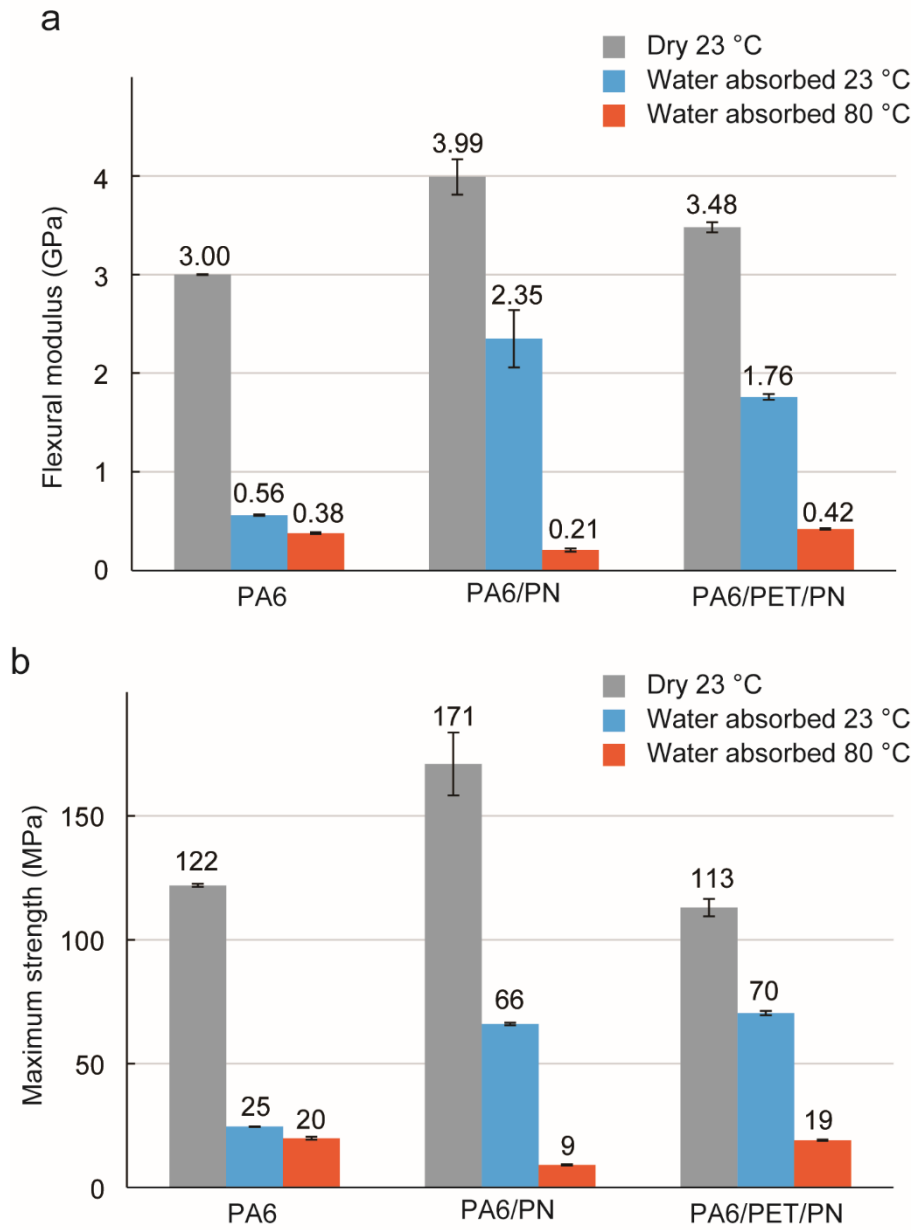 a
Dry 23 °C
Water absorbed 23 °C
Water absorbed 80 °C
Flexural modulus (GPa)
4
3
2
1
0
3.00
0.56
0.38
3.99
2.35
0.21
3.48
1.76
0.42
PA6
PA6/PN
PA6/PET/PN
b
Dry 23 °C
Water absorbed 23 °C
Water absorbed 80 °C
Maximum strength (MPa)
150
100
50
0
122
25
20
171
66
9
113
70
19
PA6
PA6/PN
PA6/PET/PN